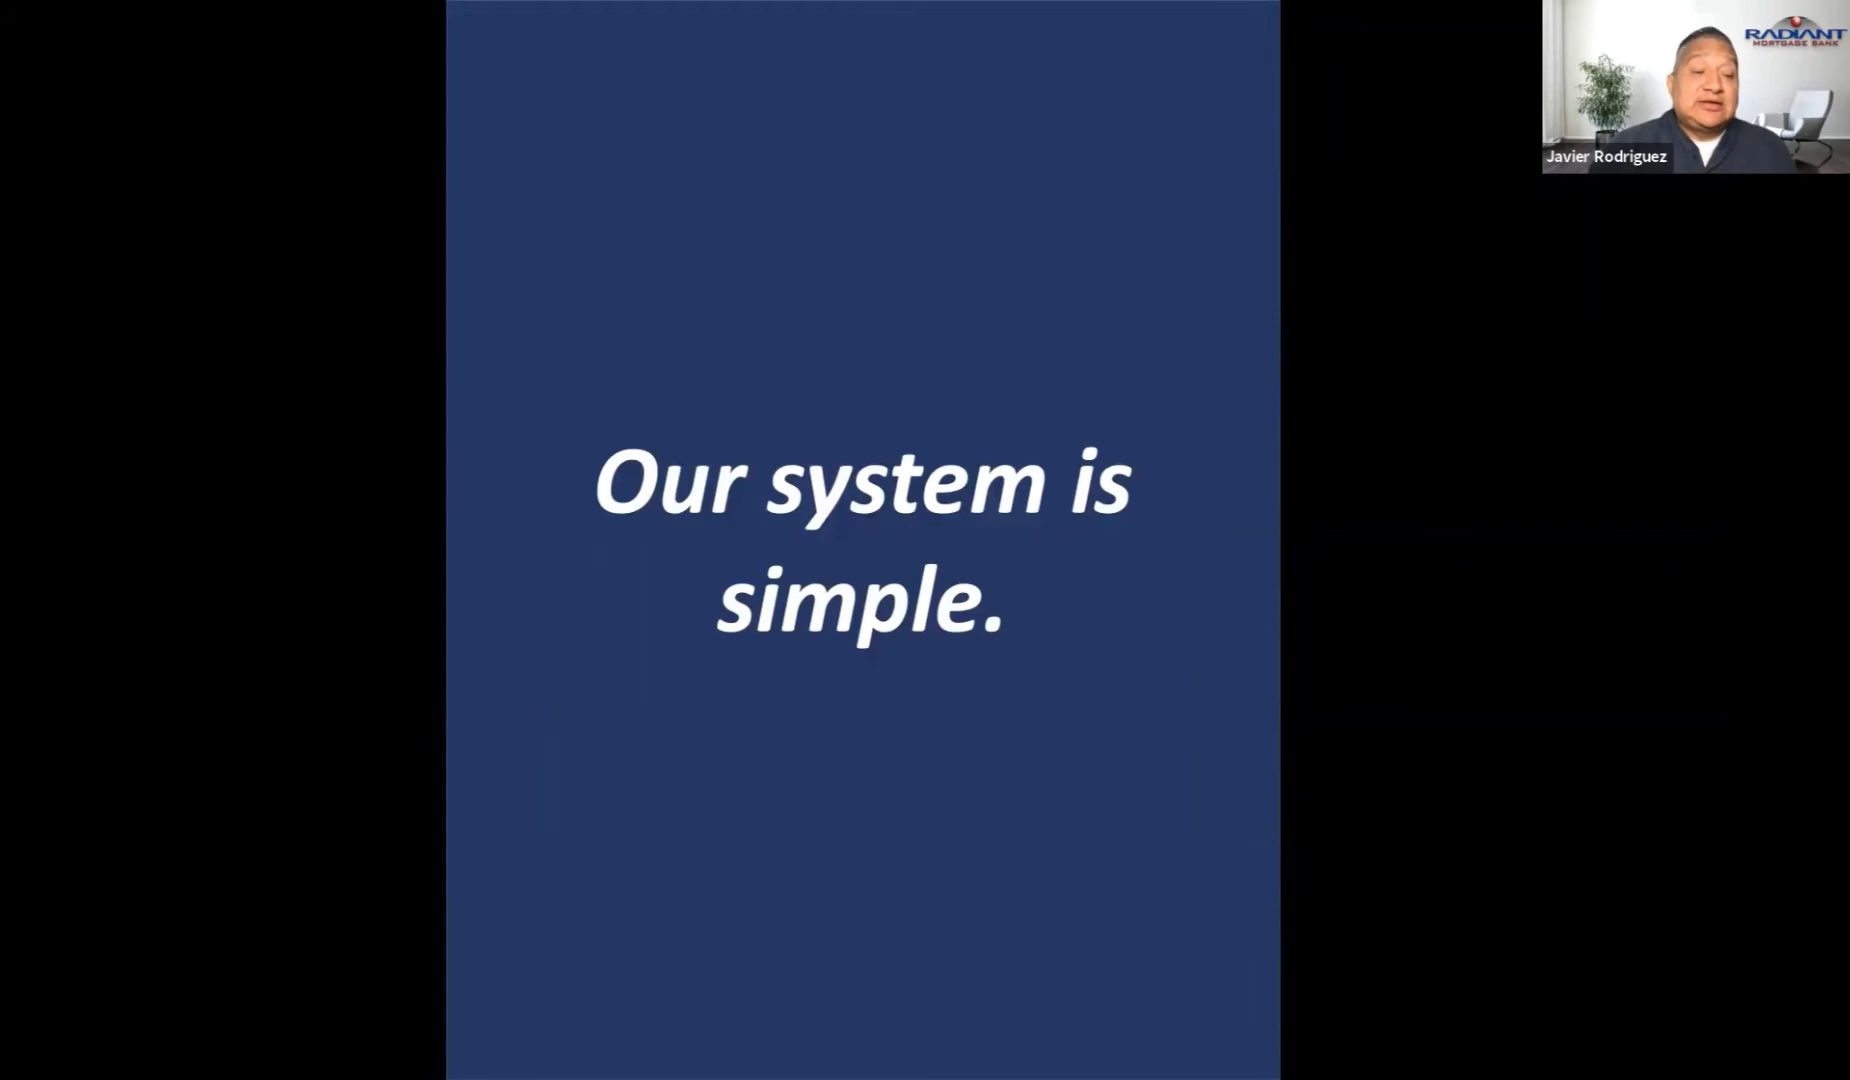 Our system is
simple.
RADIANT
MORTGAGE BANK
Javier Rodriguez